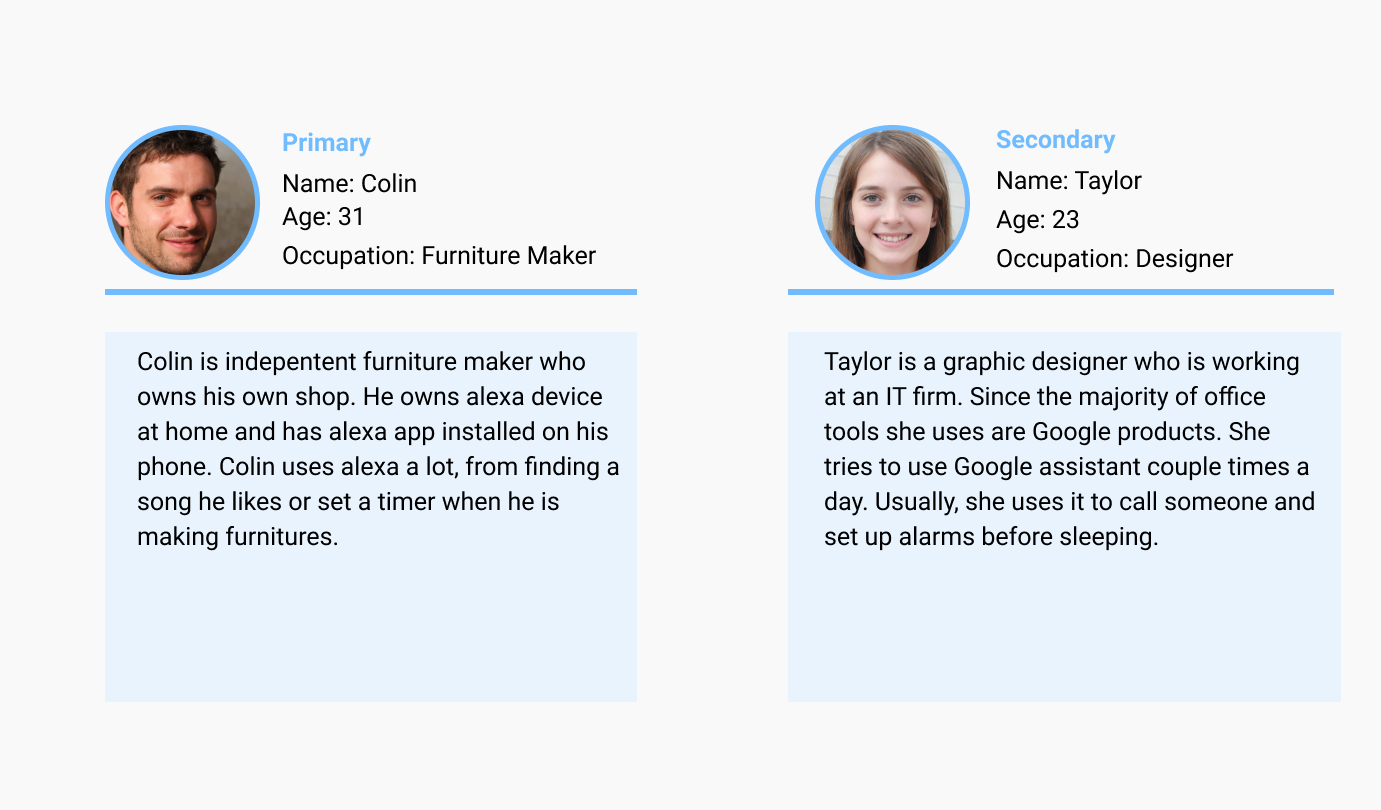 Primary
Name: Colin
Age: 31
Occupation: Furniture Maker
Colin is indepentent furniture maker who
owns his own shop. He owns alexa device
at home and has alexa app installed on his
phone. Colin uses alexa a lot, from finding a
song he likes or set a timer when he is
making furnitures.
Secondary
Name: Taylor
Age: 23
Occupation: Designer
Taylor is a graphic designer who is working
at an IT firm. Since the majority of office
tools she uses are Google products. She
tries to use Google assistant couple times a
day. Usually, she uses it to call someone and
set up alarms before sleeping.